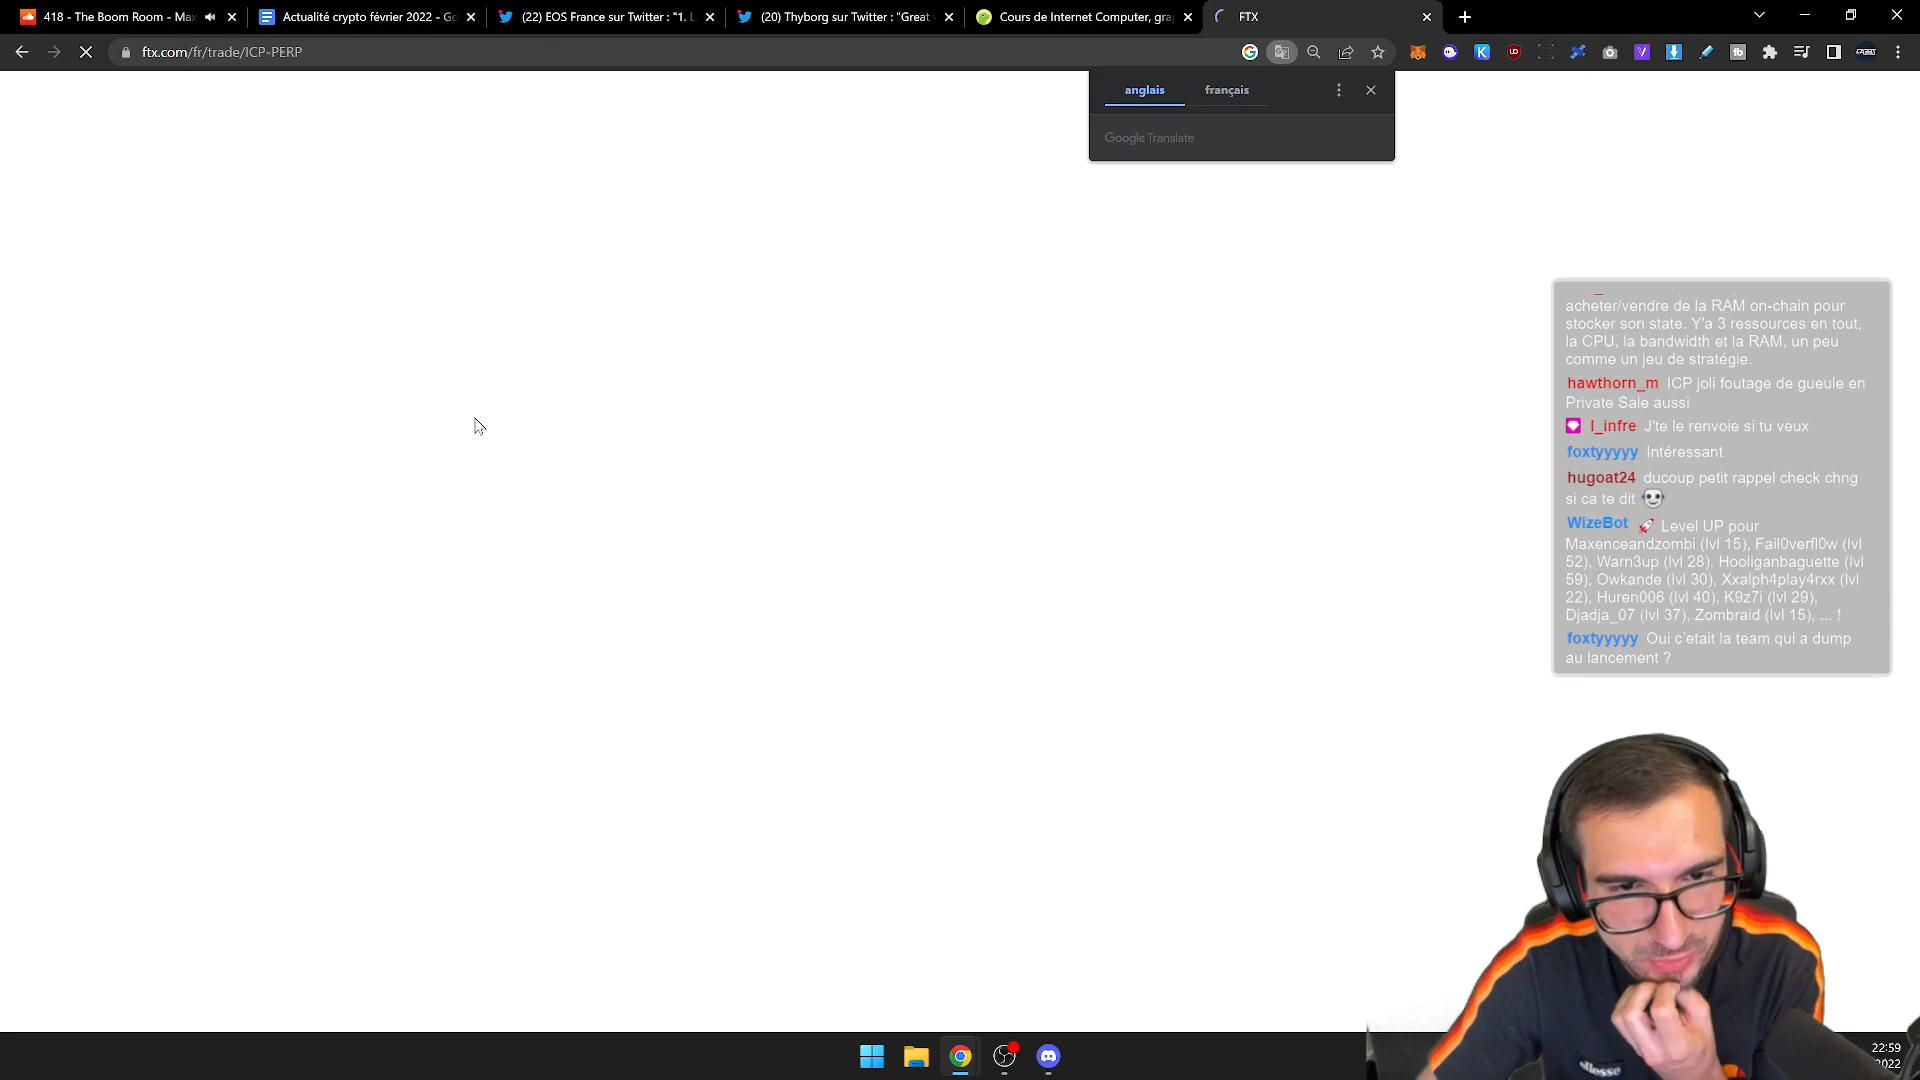 418 - The Boom Room - Max
Actualité crypto février 2022 - Go
(22) EOS France sur Twitter : "1. L
(20) Thyborg sur Twitter : "Great
Cours de Internet Computer, gra
FTX
ftx.com/fr/trade/ICP-PERP
anglais
français
Google Translate
acheter/vendre de la RAM on-chain pour
stocker son state. Y'a 3 ressources en tout,
la CPU, la bandwidth et la RAM, un peu
comme un jeu de stratégie.
hawthorn_m ICP joli foutage de gueule en
Private Sale aussi
l_infre J'te le renvoie si tu veux
foxtyyyyy Intéressant
hugoat24 ducoup petit rappel check chng
si ca te dit
WizeBot Level UP pour
Maxenceandzombi (lvl 15), Fail0verfl0w (lvl
52), Warn3up (lvl 28), Hooliganbaguette (lvl
59), Owkande (lvl 30), Xxalph4play4rxx (lvl
22), Huren006 (lvl 40), K9z7i (lvl 29),
Djadja_07 (lvl 37), Zombraid (lvl 15), ... !
foxtyyyyy Oui c'etait la team qui a dump
au lancement ?
22:59
2022
ellesse